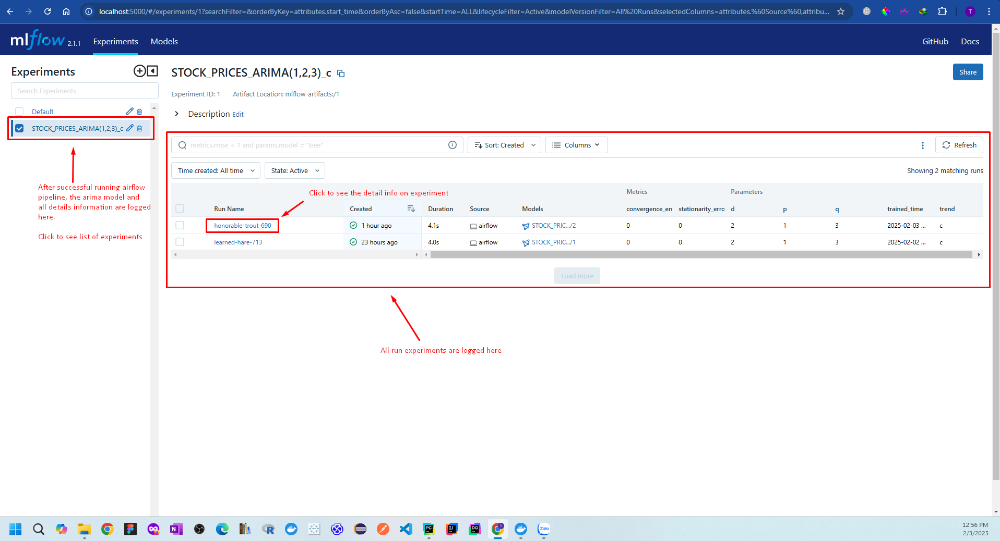 localhost:5000/#/experiments/1?searchFilter=&orderByKey=attributes.start_time&orderByAsc=false&startTime=ALL&lifecycleFilter=Active&modelVersionFilter=All%20Runs&selectedColumns=attributes.%60Source%60,attribu...
T
mlflow 2.1.1
Experiments
Models
GitHub
Docs
Experiments
Search Experiments
Default
STOCK_PRICES_ARIMA(1,2,3)_c
After successful running airflow
pipeline, the arima model and
all details information are logged
here.
Click to see list of experiments
STOCK_PRICES_ARIMA(1,2,3)_c
Share
Experiment ID: 1 Artifact Location: mlflow-artifacts:/1
Description Edit
metrics.rmse < 1 and params.model = "tree"
Sort: Created
Columns
Refresh
Time created: All time
State: Active
Showing 2 matching runs
Click to see the detail info on experiment
Metrics Parameters
Run Name Created Duration Source Models convergence_err stationarity_erro d p q trained_time trend
honorable-trout-690 1 hour ago 4.1s airflow STOCK_PRIC.../2 0 0 2 1 3 2025-02-03 ... c
learned-hare-713 23 hours ago 4.0s airflow STOCK_PRIC.../1 0 0 2 1 3 2025-02-02 ... c
Load more
All run experiments are logged here
N
R
PC
IJ
DG
1
Zalo
12:56 PM
2/3/2025